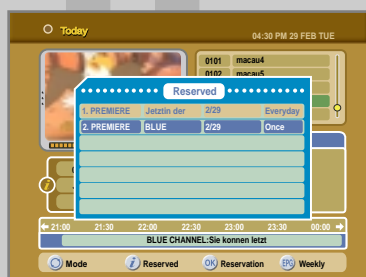 Today
04:30 PM 29 FEB TUE
0101 macau4
0102 macau5
Reserved
1. PREMIERE Jetztin der 2/29 Everyday
2. PREMIERE BLUE 2/29 Once
21:00 21:30 22:00 22:30 23:00 23:30 00:00
BLUE CHANNEL:Sie konnen letzt
Mode i Reserved OK Reservation EPG Weekly